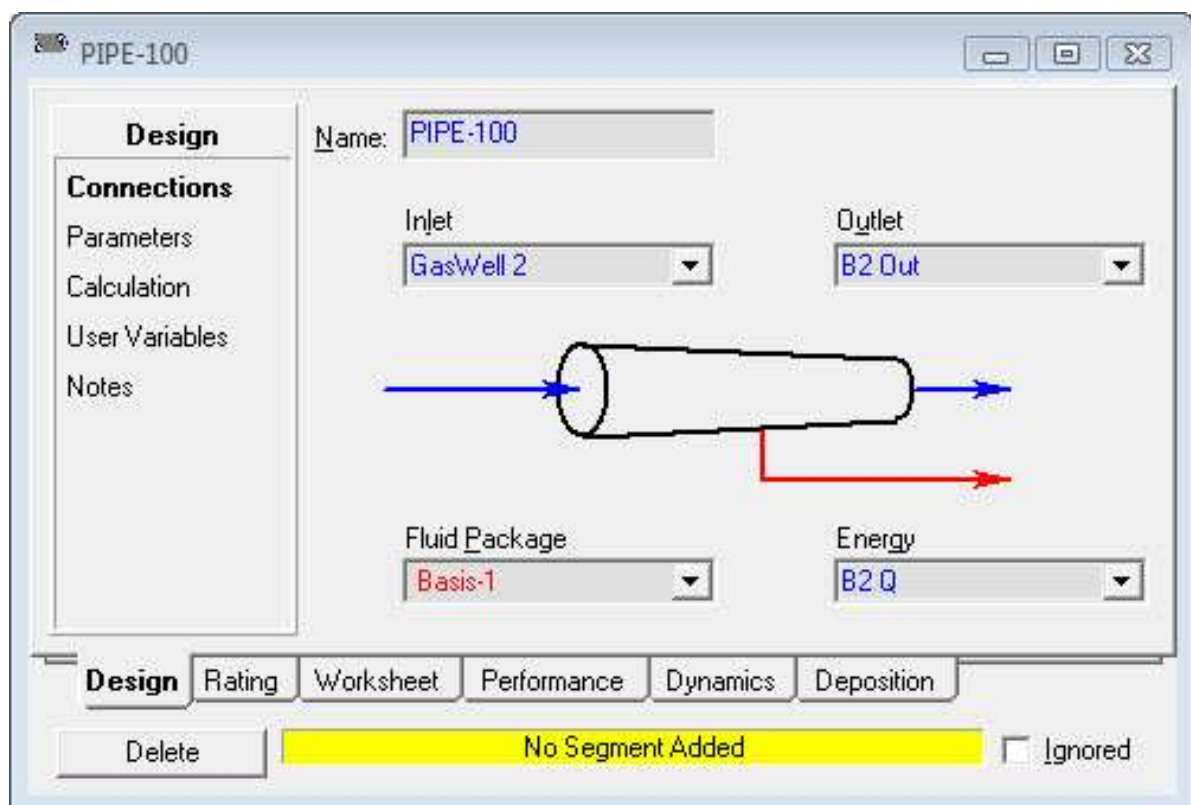 PIPE-100
Design
Connections
Parameters
Calculation
User Variables
Notes
Name: PIPE-100
Inlet
Outlet
GasWell 2
B2 Out
Fluid Package
Energy
Basis-1
B2 Q
Design Rating Worksheet Performance Dynamics Deposition
Delete
No Segment Added
Ignored